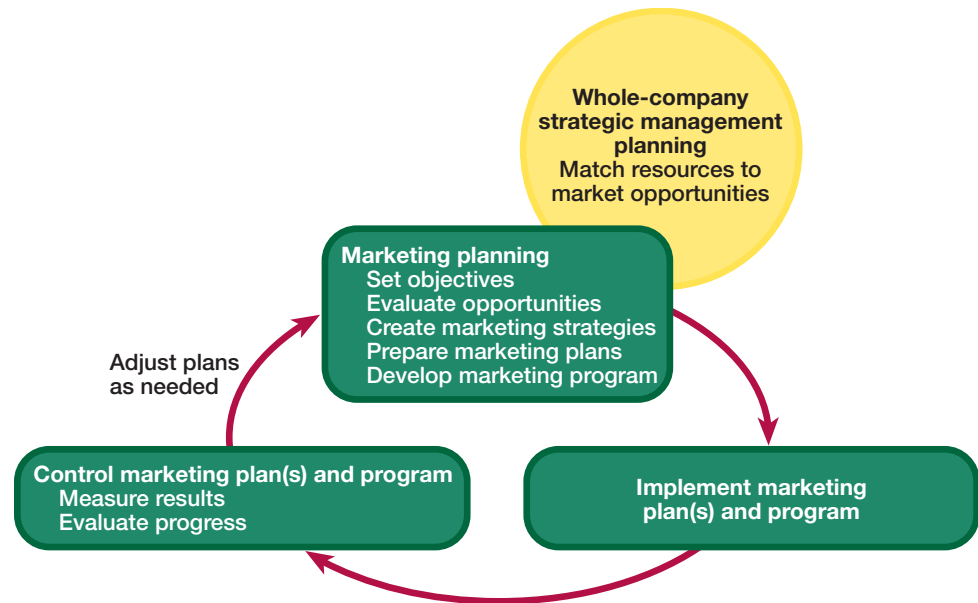 Whole-company
strategic management
planning
Match resources to
market opportunities
Marketing planning
Set objectives
Evaluate opportunities
Create marketing strategies
Prepare marketing plans
Develop marketing program
Adjust plans
as needed
Control marketing plan(s) and program
Measure results
Evaluate progress
Implement marketing
plan(s) and program